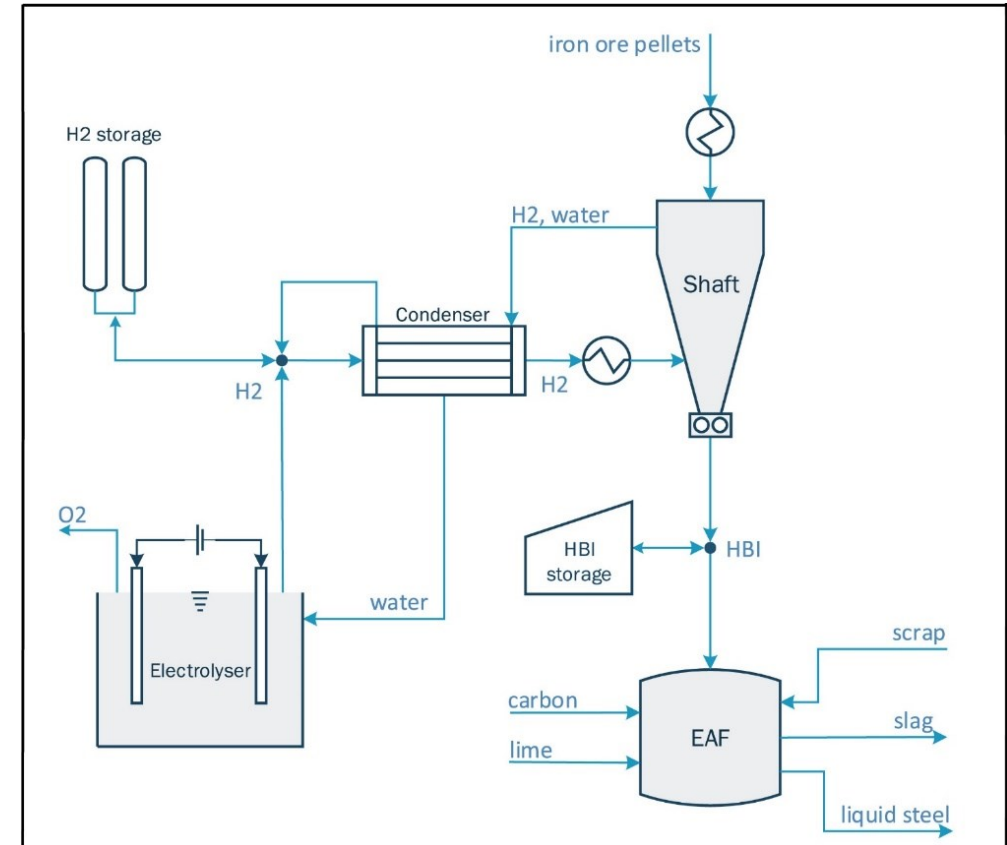 iron ore pellets
H2 storage
H2, water
Shaft
Condenser
H2
H2
O2
HBI
storage
HBI
water
Electrolyser
scrap
carbon
EAF
slag
lime
liquid steel